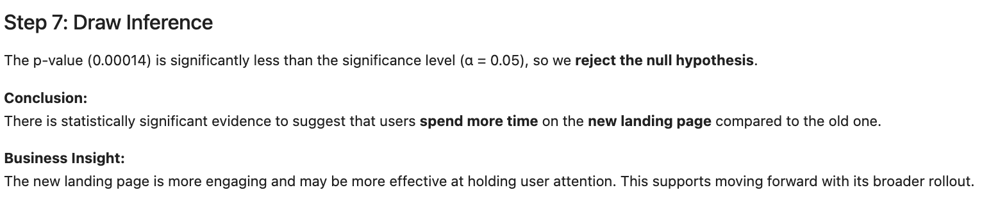 Step 7: Draw Inference
The p-value (0.00014) is significantly less than the significance level (α = 0.05), so we reject the null hypothesis.
Conclusion:
There is statistically significant evidence to suggest that users spend more time on the new landing page compared to the old one.
Business Insight:
The new landing page is more engaging and may be more effective at holding user attention. This supports moving forward with its broader rollout.